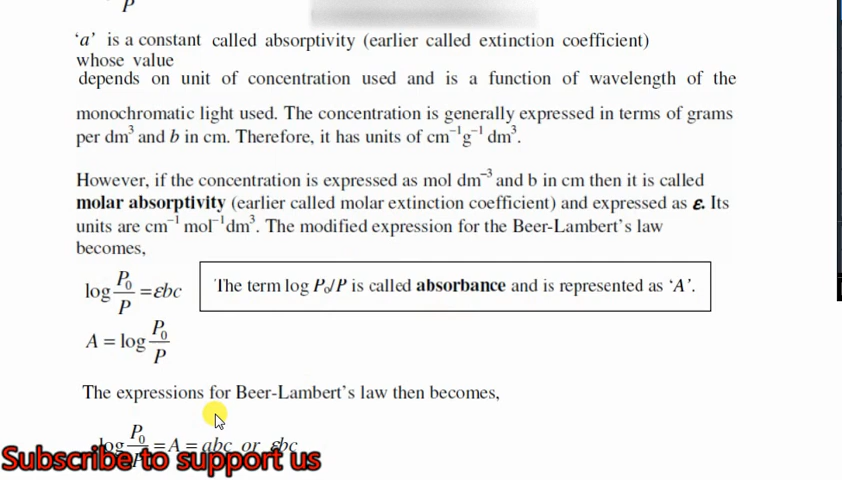 P
‘a’ is a constant called absorptivity (earlier called extinction coefficient)
whose value
depends on unit of concentration used and is a function of wavelength of the
monochromatic light used. The concentration is generally expressed in terms of grams
per dm³ and b in cm. Therefore, it has units of cm⁻¹g⁻¹ dm³.
However, if the concentration is expressed as mol dm⁻³ and b in cm then it is called
molar absorptivity (earlier called molar extinction coefficient) and expressed as ε. Its
units are cm⁻¹ mol⁻¹dm³. The modified expression for the Beer-Lambert’s law
becomes,
log P₀/P = εbc
The term log P₀/P is called absorbance and is represented as ‘A’.
A = log P₀/P
The expressions for Beer-Lambert’s law then becomes,
log P₀/P = A = abc or εbc
Subscribe to support us